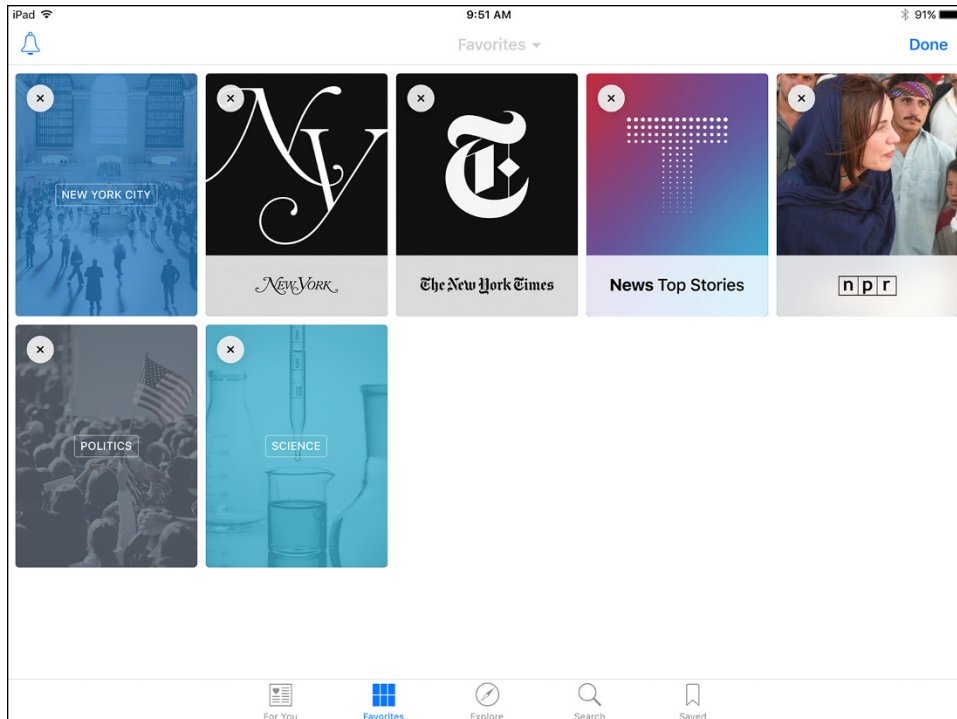 iPad 9:51 AM 91%
Favorites Done
NEW YORK CITY
NY
T
T
NEW YORK
The New York Times
News Top Stories
npr
POLITICS
SCIENCE
For You Favorites Explore Search Saved